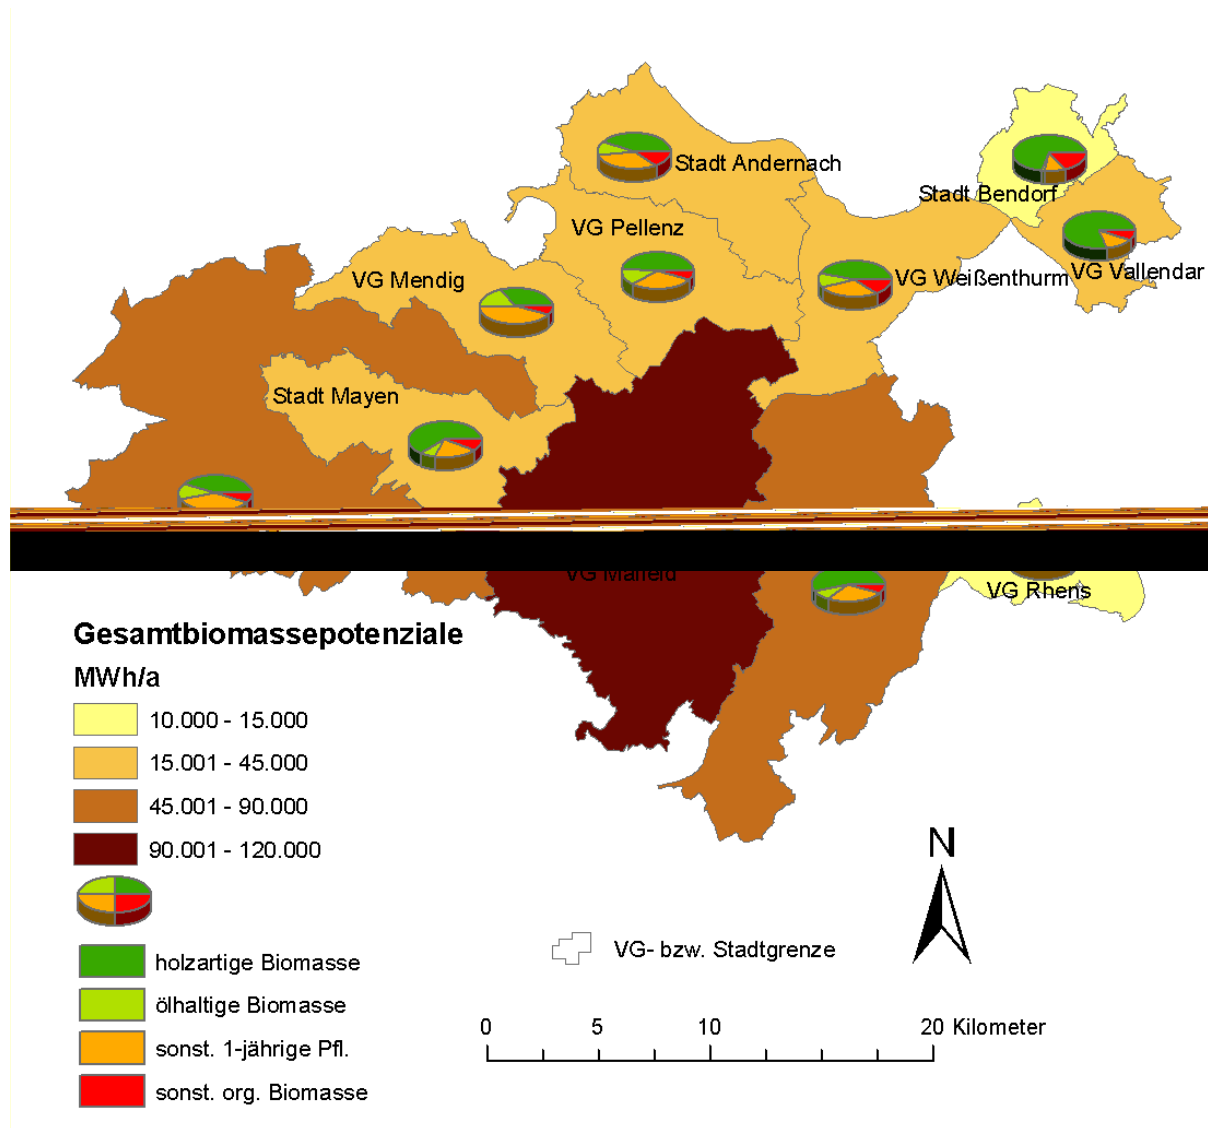 Stadt Andernach
Stadt Bendorf
VG Pellenz
VG Mendig
VG Weißenthurm
VG Vallendar
Stadt Mayen
VG Maifeld
VG Rhens
Gesamtbiomassepotenziale
MWh/a
10.000 - 15.000
15.001 - 45.000
45.001 - 90.000
90.001 - 120.000
holzartige Biomasse
ölhaltige Biomasse
sonst. 1-jährige Pfl.
sonst. org. Biomasse
N
VG- bzw. Stadtgrenze
0 5 10 20 Kilometer